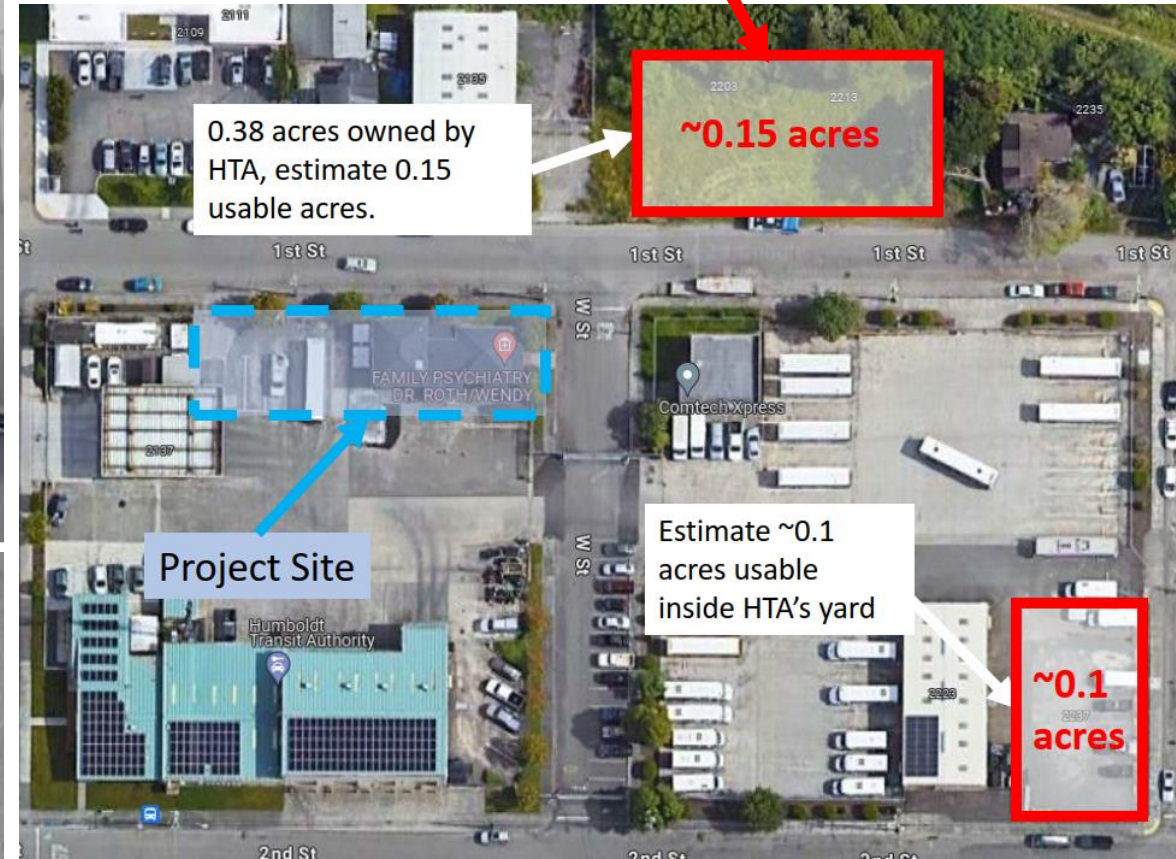 2111
2109
2135
2203
2213
2235
0.38 acres owned by
HTA, estimate 0.15
usable acres.
~0.15 acres
1st St
1st St
1st St
1st St
W St
FAMILY PSYCHIATRY
DR. ROTH/WENDY
Comtech Xpress
2137
Project Site
W St
Estimate ~0.1
acres usable
inside HTA’s yard
Humboldt
Transit Authority
2223
~0.1
2237
acres
2nd St
2nd St
2nd St